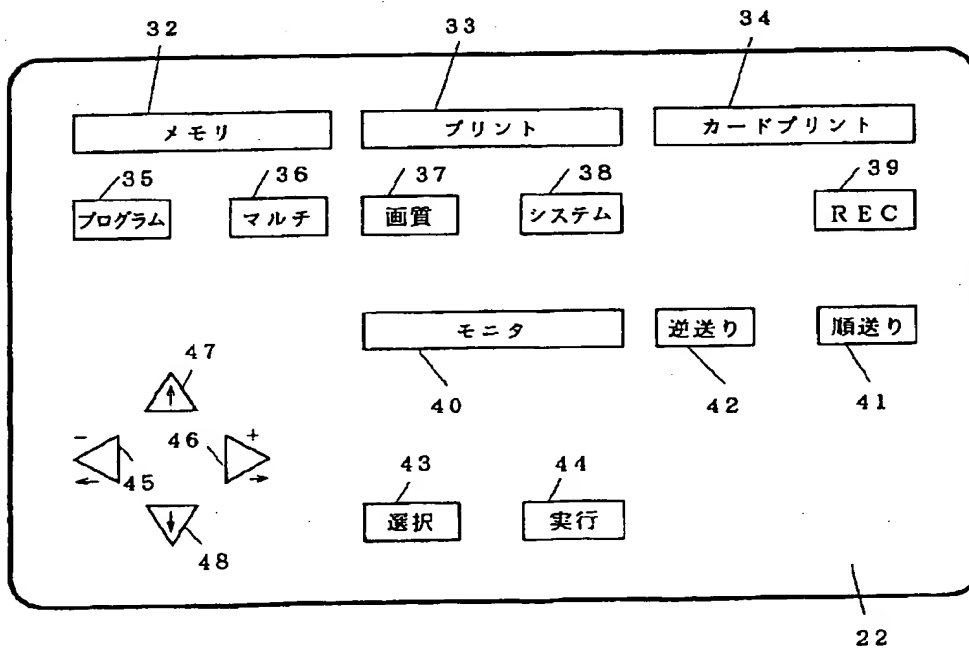 32 33 34
メモリ プリント カードプリント
35 36 37 38 39
プログラム マルチ 画質 システム REC
モニタ 逆送り 順送り
47
40 42 41
- 46 +
45
43 44
選択 実行
48
22